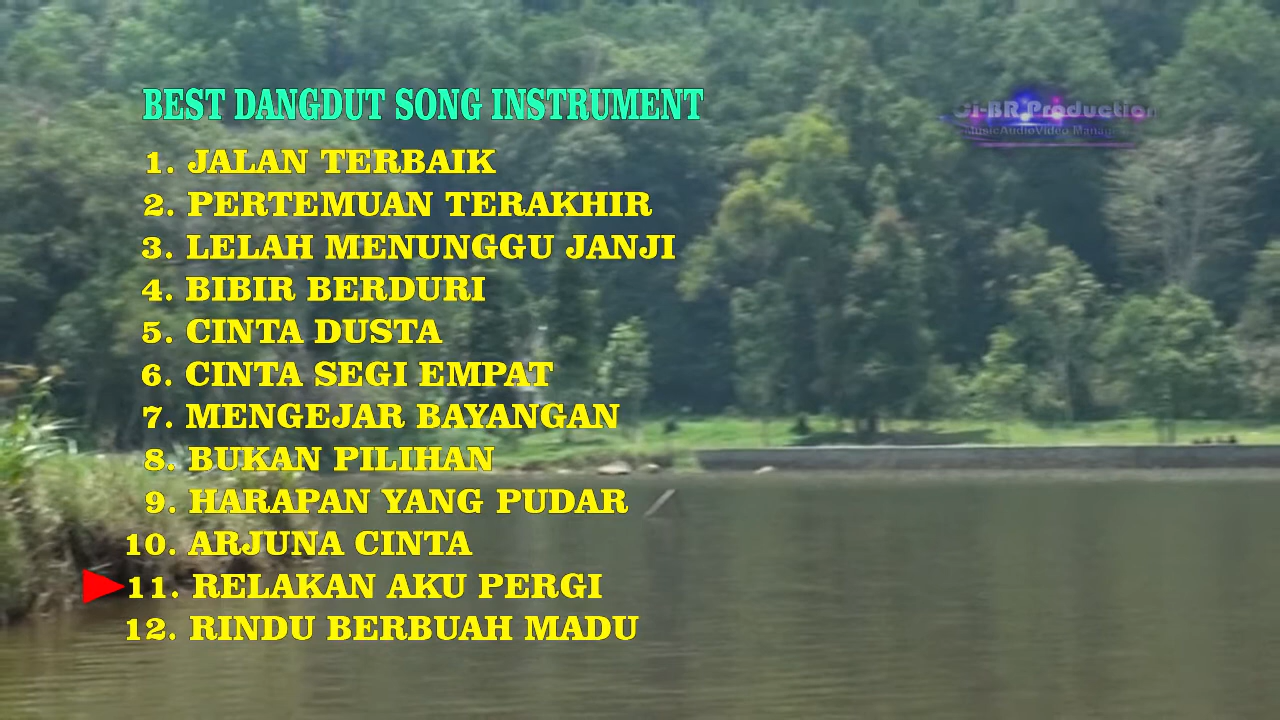 BEST DANGDUT SONG INSTRUMENT
1. JALAN TERBAIK
2. PERTEMUAN TERAKHIR
3. LELAH MENUNGGU JANJI
4. BIBIR BERDURI
5. CINTA DUSTA
6. CINTA SEGI EMPAT
7. MENGEJAR BAYANGAN
8. BUKAN PILIHAN
9. HARAPAN YANG PUDAR
10. ARJUNA CINTA
11. RELAKAN AKU PERGI
12. RINDU BERBUAH MADU
Production
MusicAudioVideo